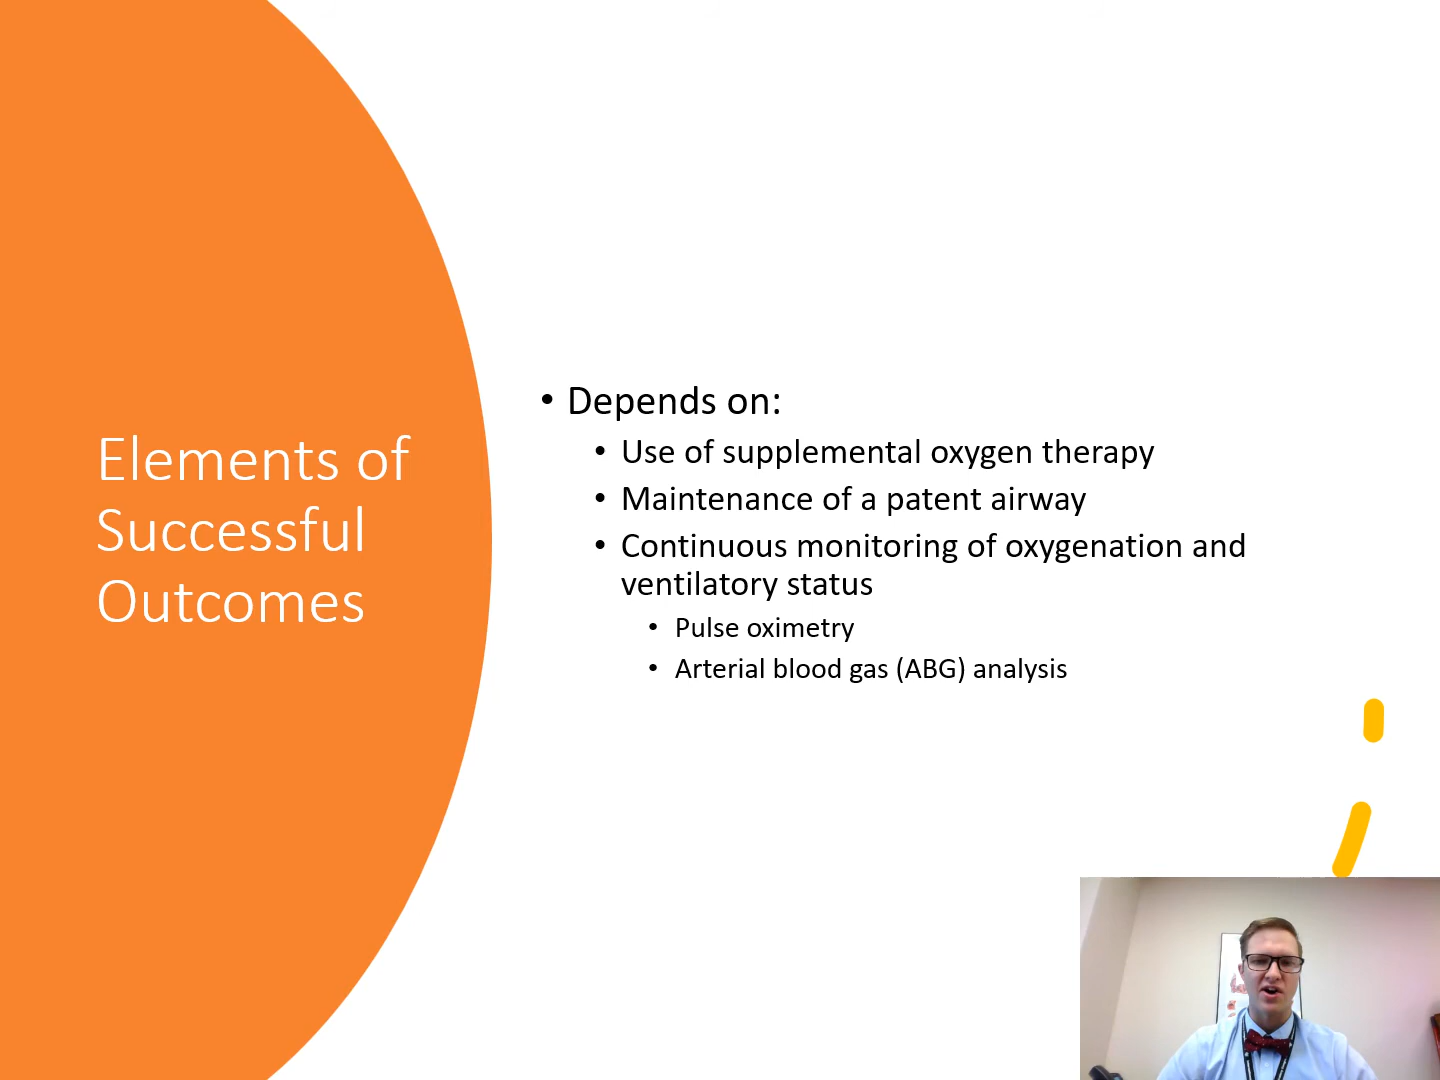 Elements of
Successful
Outcomes
• Depends on:
• Use of supplemental oxygen therapy
• Maintenance of a patent airway
• Continuous monitoring of oxygenation and
ventilatory status
• Pulse oximetry
• Arterial blood gas (ABG) analysis